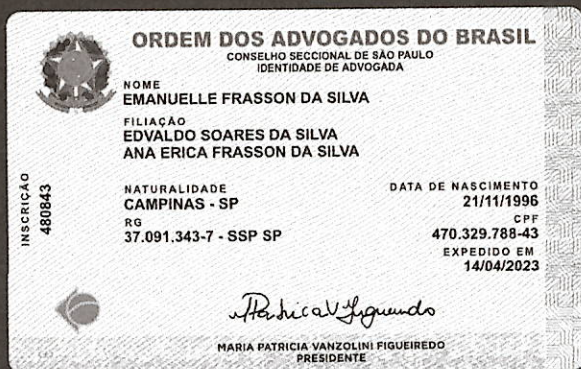 ORDEM DOS ADVOGADOS DO BRASIL
CONSELHO SECCIONAL DE SÃO PAULO
IDENTIDADE DE ADVOGADA
NOME
EMANUELLE FRASSON DA SILVA
FILIAÇÃO
EDVALDO SOARES DA SILVA
ANA ERICA FRASSON DA SILVA
INSCRIÇÃO
480843
NATURALIDADE
CAMPINAS - SP
DATA DE NASCIMENTO
21/11/1996
RG
37.091.343-7 - SSP SP
CPF
470.329.788-43
EXPEDIDO EM
14/04/2023
MARIA PATRICIA VANZOLINI FIGUEIREDO
PRESIDENTE